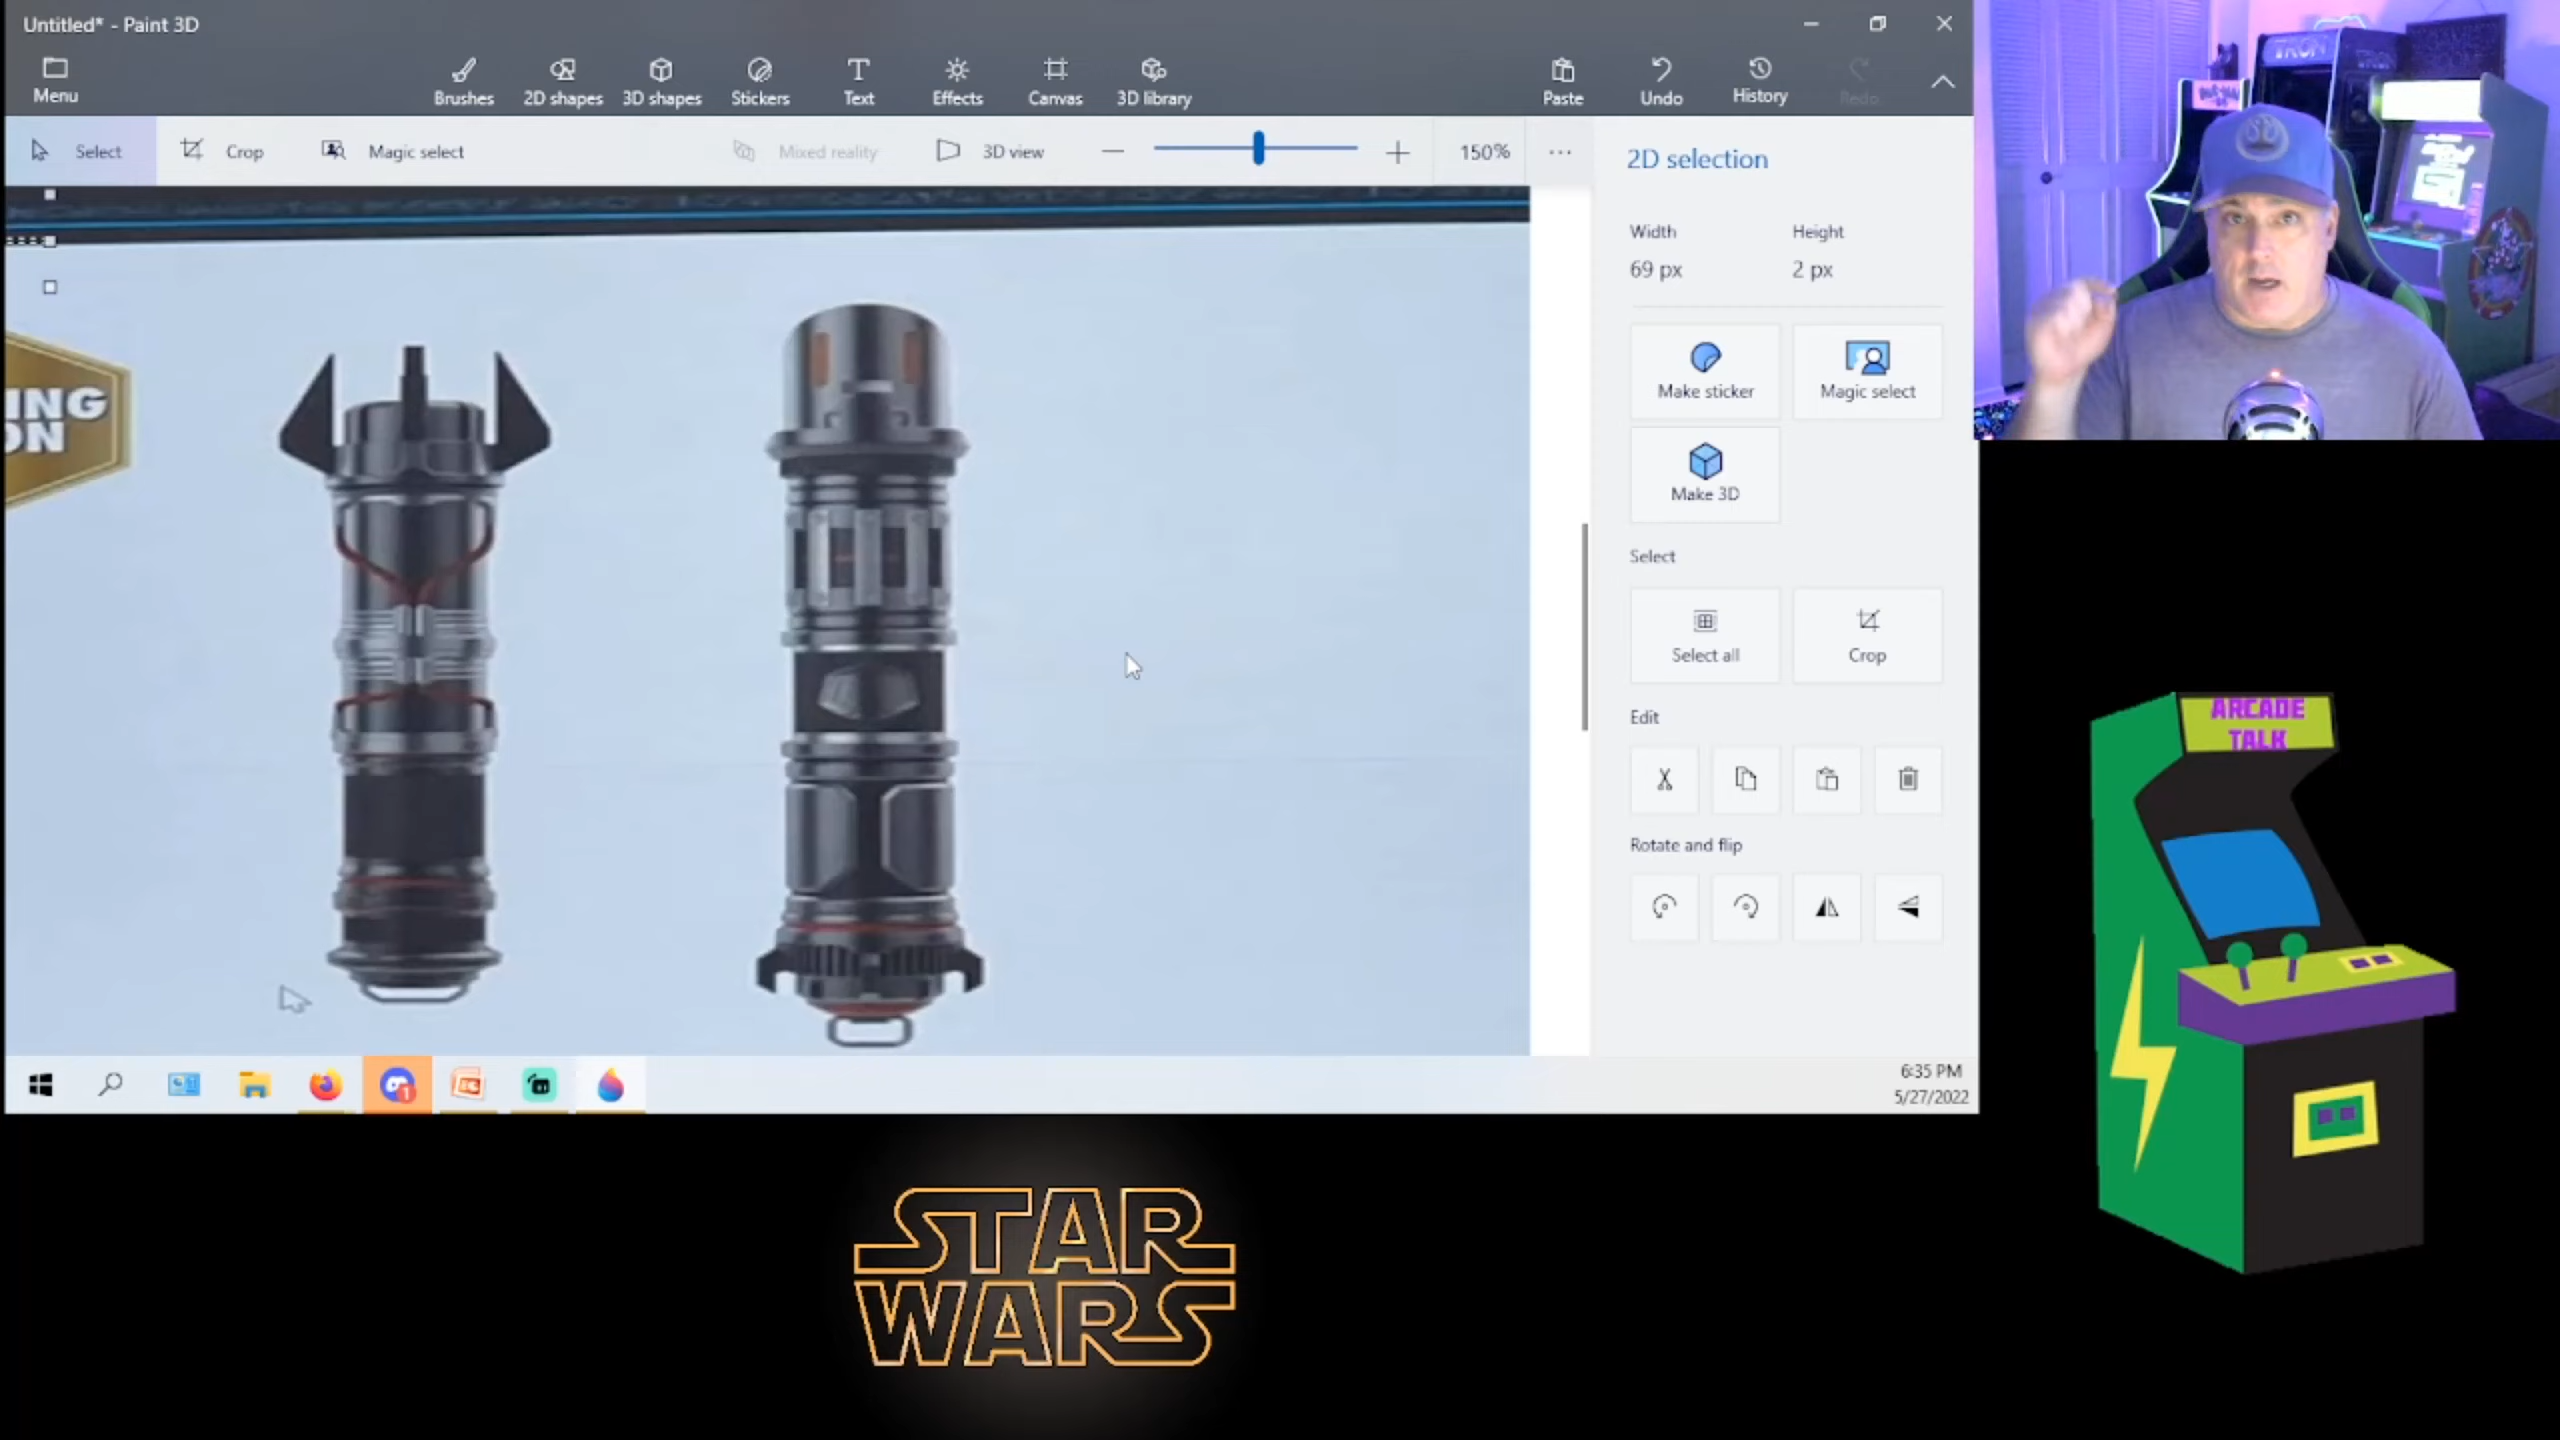 Untitled* - Paint 3D
Menu
Brushes
2D shapes
3D shapes
Stickers
Text
Effects
Canvas
3D library
Paste
Undo
History
Redo
Select
Crop
Magic select
Mixed reality
3D view
150%
2D selection
Width
Height
69 px
2 px
Make sticker
Magic select
Make 3D
Select
Select all
Crop
Edit
Rotate and flip
ING
ON
6:35 PM
5/27/2022
TRON
ARCADE
TALK
STAR
WARS